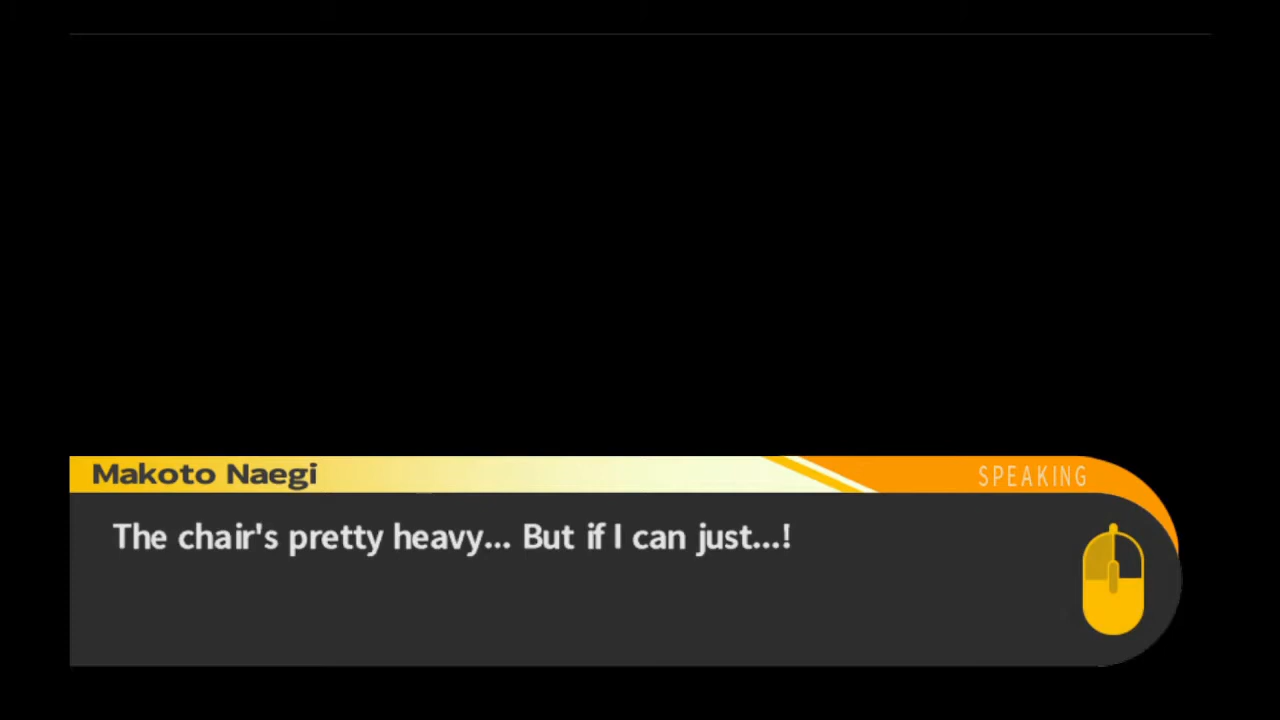 Makoto Naegi
SPEAKING
The chair's pretty heavy... But if I can just...!